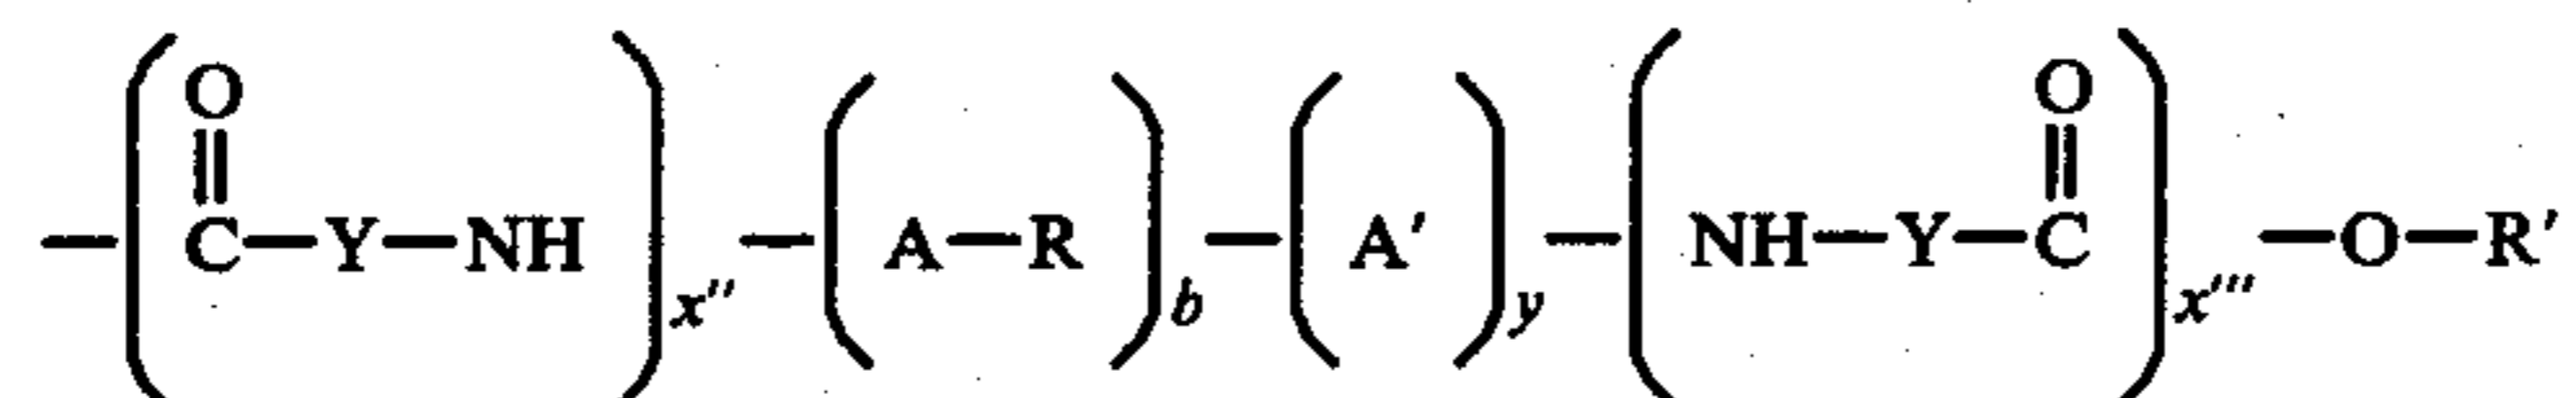 O O
—( C—Y—NH )x''—( A—R )b—( A' )y—( NH—Y—C )x'''—O—R'